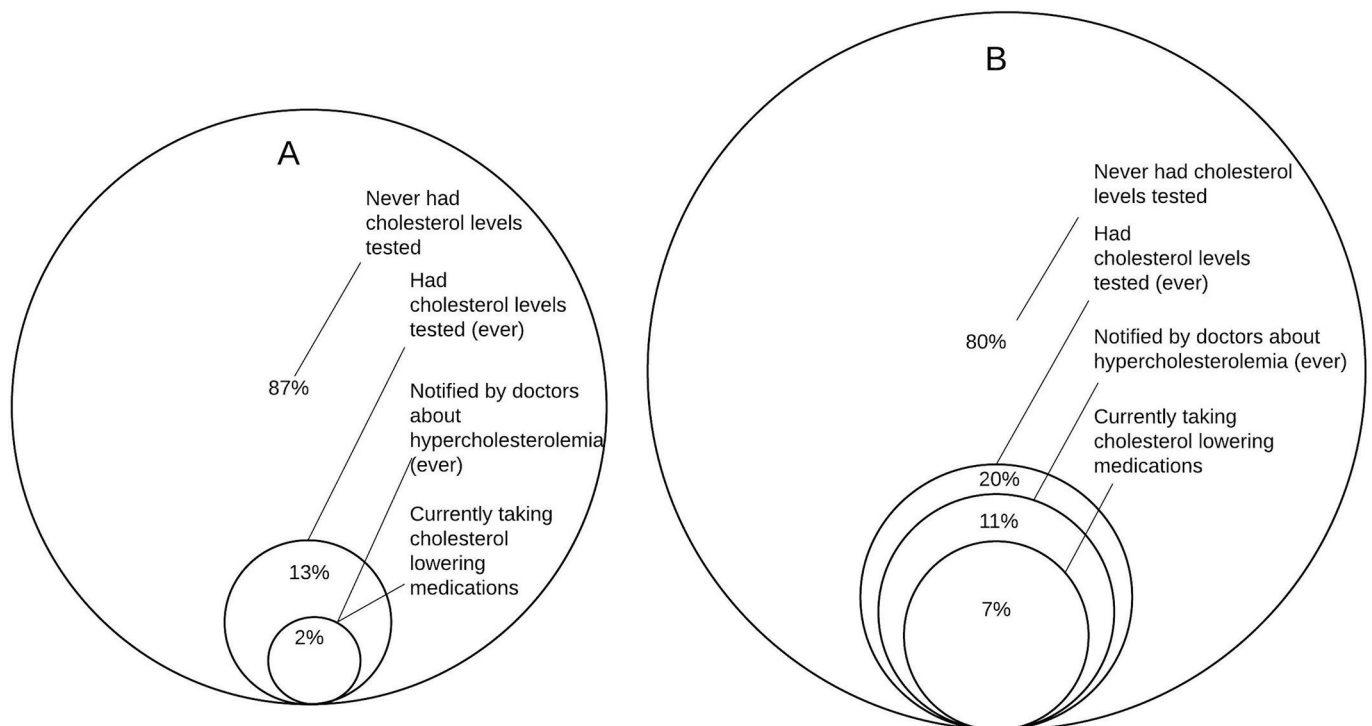 A
Never had
cholesterol levels
tested
Had
cholesterol levels
tested (ever)
87%
Notified by doctors
about
hypercholesterolemia
(ever)
Currently taking
cholesterol
lowering
medications
13%
2%
B
Never had cholesterol
levels tested
Had
cholesterol levels
tested (ever)
80%
Notified by doctors about
hypercholesterolemia (ever)
Currently taking
cholesterol lowering
medications
20%
11%
7%